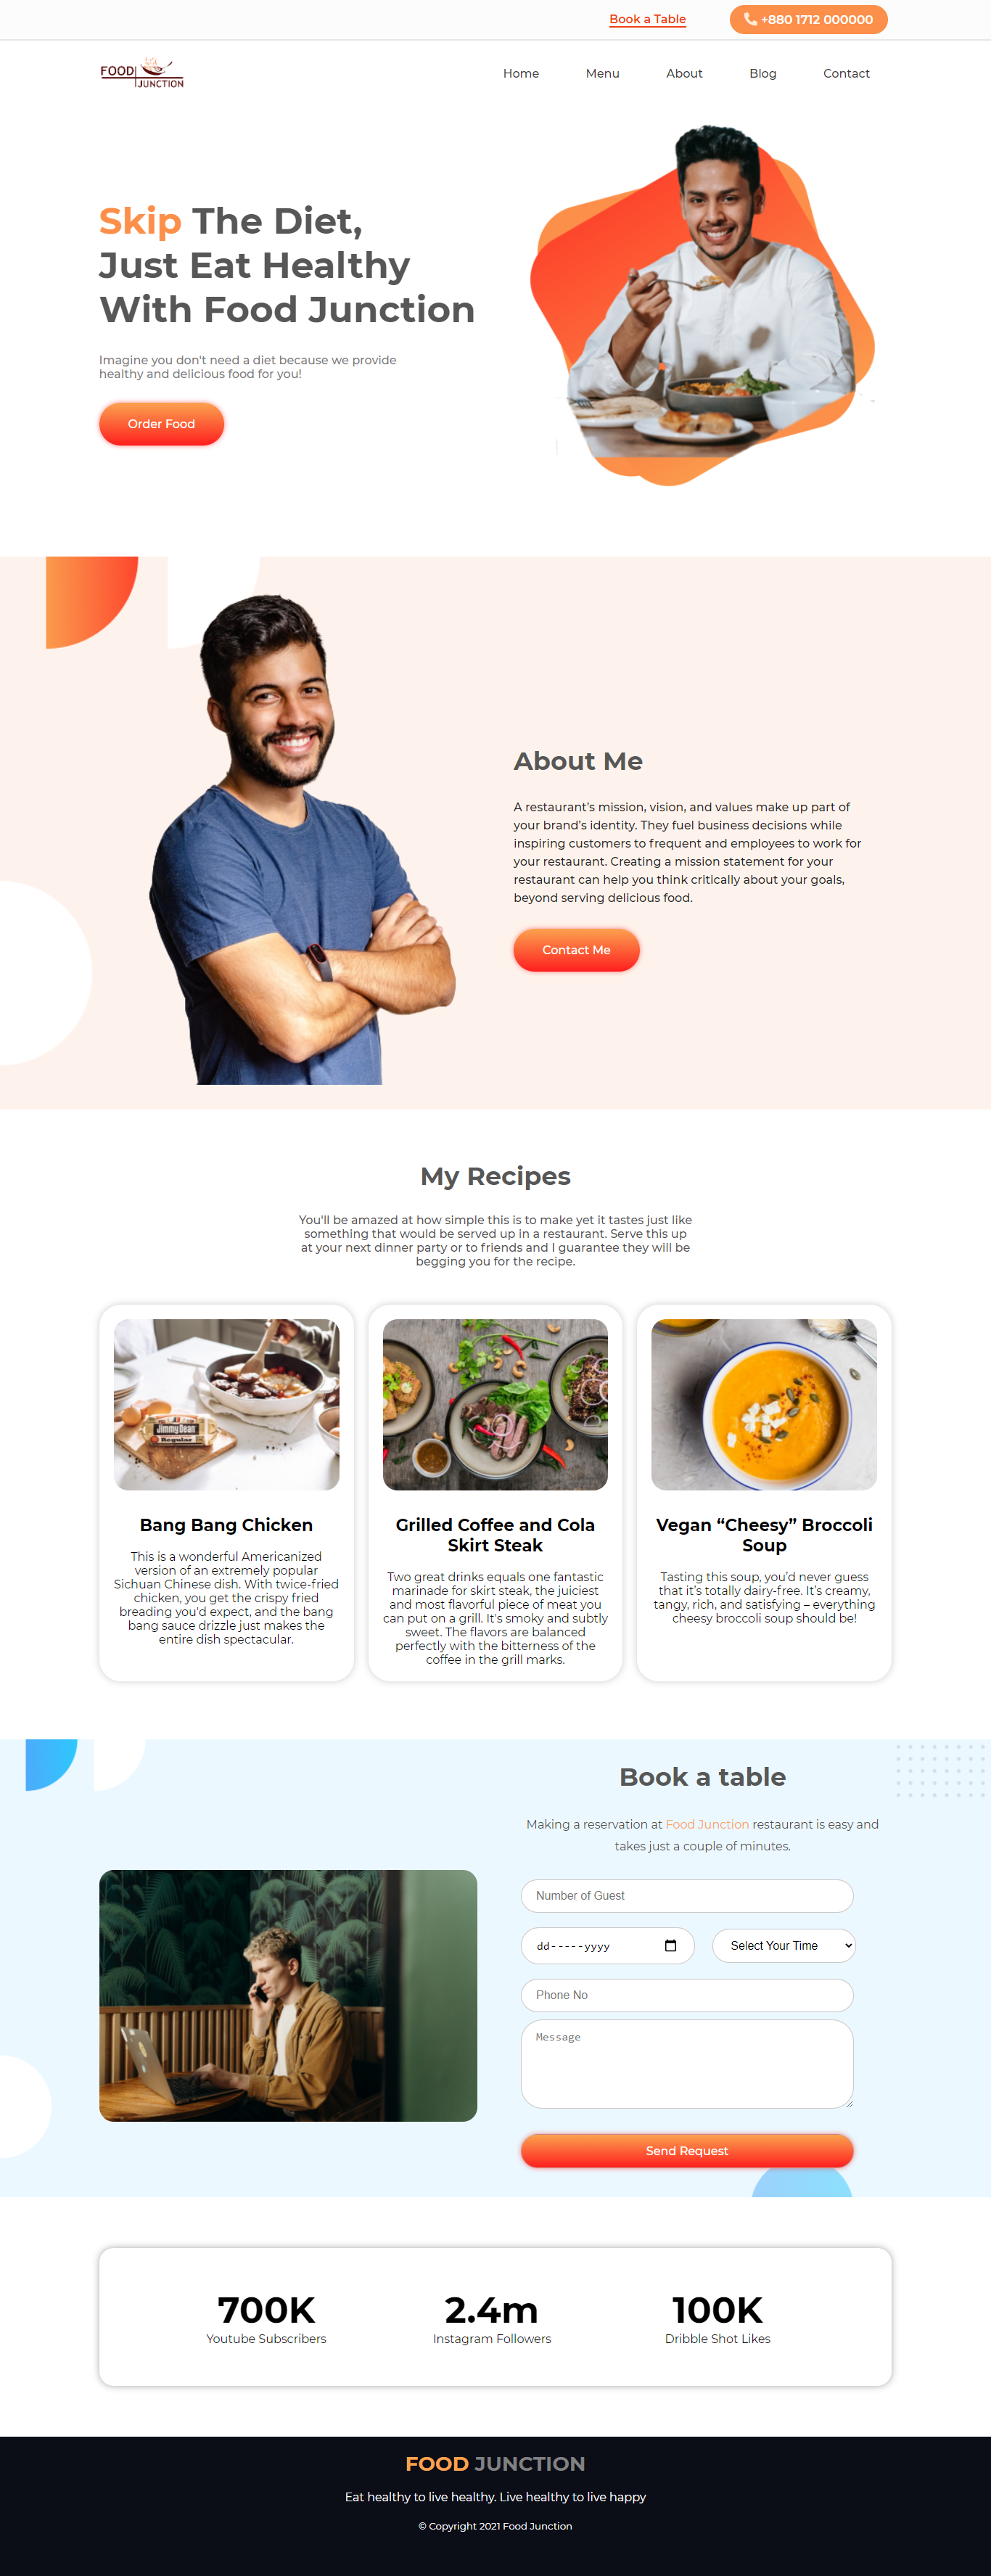 Book a Table
+880 1712 000000
FOOD
JUNCTION
Home
Menu
About
Blog
Contact
Skip The Diet,
Just Eat Healthy
With Food Junction
Imagine you don't need a diet because we provide
healthy and delicious food for you!
Order Food
About Me
A restaurant's mission, vision, and values make up part of
your brand's identity. They fuel business decisions while
inspiring customers to frequent and employees to work for
your restaurant. Creating a mission statement for your
restaurant can help you think critically about your goals,
beyond serving delicious food.
Contact Me
My Recipes
You'll be amazed at how simple this is to make yet it tastes just like
something that would be served up in a restaurant. Serve this up
at your next dinner party or to friends and I guarantee they will be
begging you for the recipe.
Jimmy Dean
Regular
Bang Bang Chicken
This is a wonderful Americanized
version of an extremely popular
Sichuan Chinese dish. With twice-fried
chicken, you get the crispy fried
breading you'd expect, and the bang
bang sauce drizzle just makes the
entire dish spectacular.
Grilled Coffee and Cola
Skirt Steak
Two great drinks equals one fantastic
marinade for skirt steak, the juiciest
and most flavorful piece of meat you
can put on a grill. It's smoky and subtly
sweet. The flavors are balanced
perfectly with the bitterness of the
coffee in the grill marks.
Vegan “Cheesy” Broccoli
Soup
Tasting this soup, you’d never guess
that it’s totally dairy-free. It’s creamy,
tangy, rich, and satisfying – everything
cheesy broccoli soup should be!
Book a table
Making a reservation at Food Junction restaurant is easy and
takes just a couple of minutes.
Number of Guest
dd-----yyyy
Select Your Time
Phone No
Message
Send Request
700K
Youtube Subscribers
2.4m
Instagram Followers
100K
Dribble Shot Likes
FOOD JUNCTION
Eat healthy to live healthy. Live healthy to live happy
© Copyright 2021 Food Junction